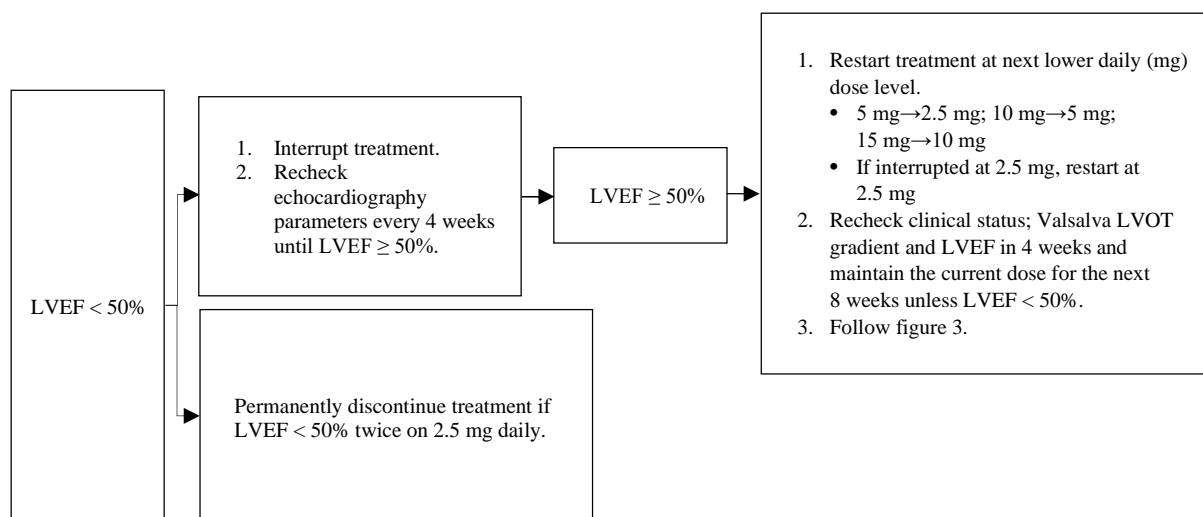 LVEF < 50%
1. Interrupt treatment.
2. Recheck
echocardiography
parameters every 4 weeks
until LVEF ≥ 50%.
Permanently discontinue treatment if
LVEF < 50% twice on 2.5 mg daily.
LVEF ≥ 50%
1. Restart treatment at next lower daily (mg)
dose level.
• 5 mg→2.5 mg; 10 mg→5 mg;
15 mg→10 mg
• If interrupted at 2.5 mg, restart at
2.5 mg
2. Recheck clinical status; Valsalva LVOT
gradient and LVEF in 4 weeks and
maintain the current dose for the next
8 weeks unless LVEF < 50%.
3. Follow figure 3.